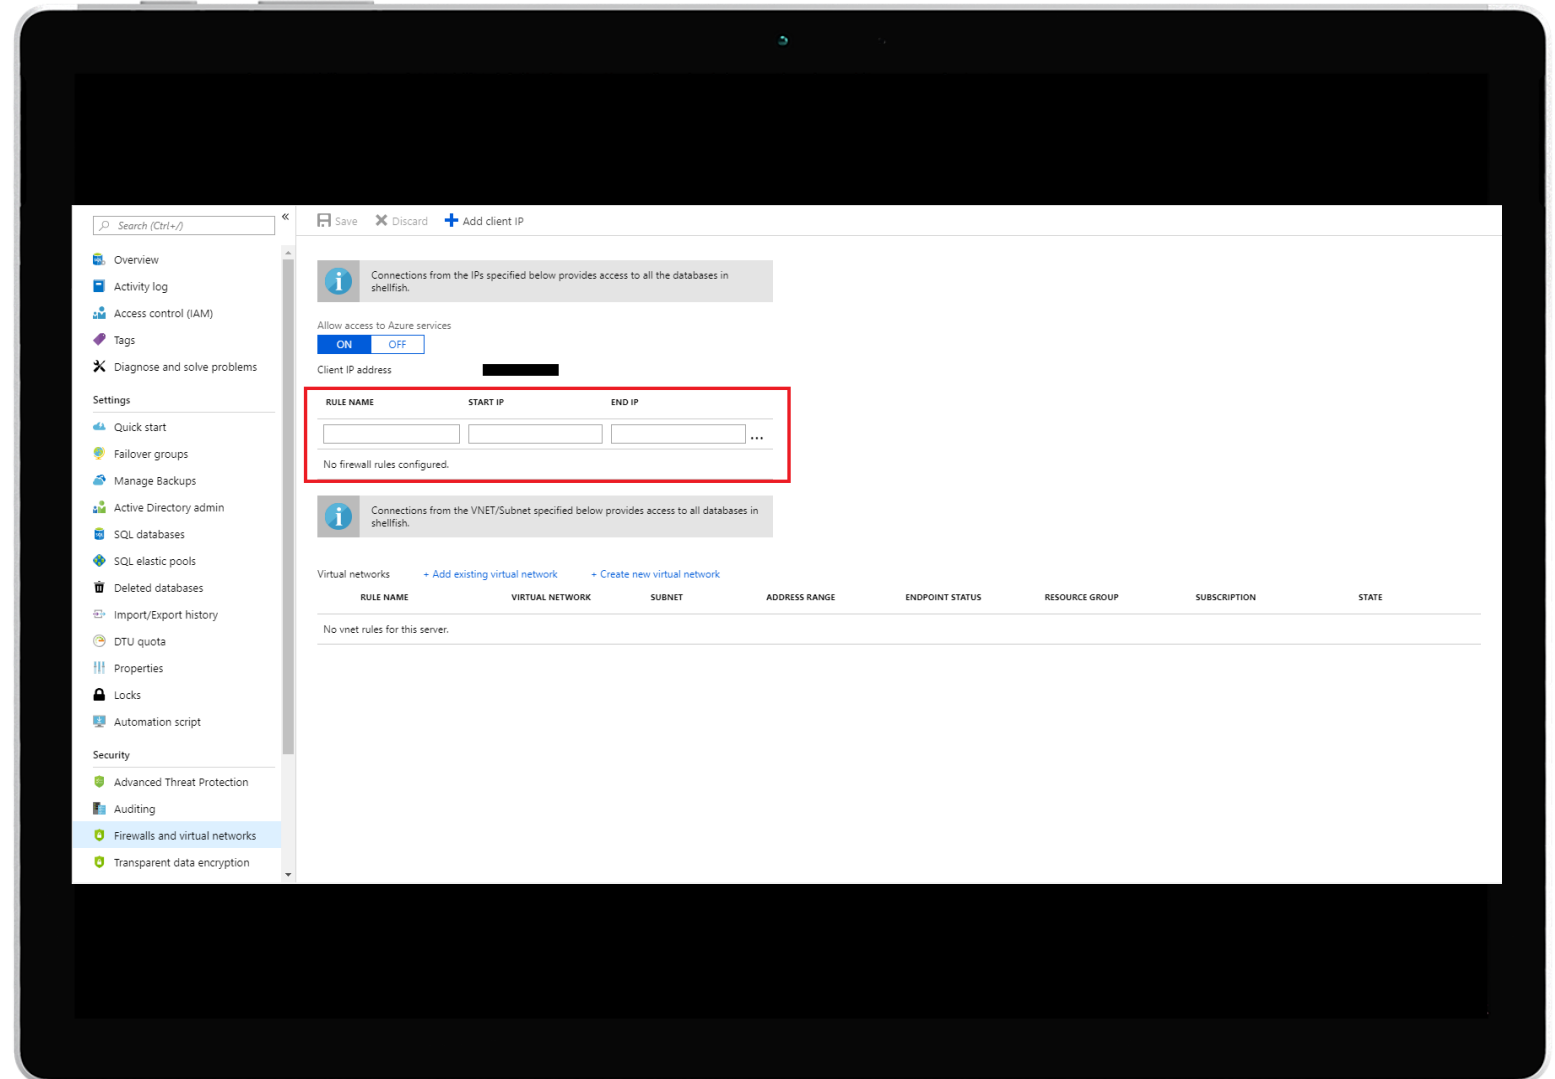 Search (Ctrl+/)
«
Overview
Activity log
Access control (IAM)
Tags
Diagnose and solve problems
Settings
Quick start
Failover groups
Manage Backups
Active Directory admin
SQL databases
SQL elastic pools
Deleted databases
Import/Export history
DTU quota
Properties
Locks
Automation script
Security
Advanced Threat Protection
Auditing
Firewalls and virtual networks
Transparent data encryption
Save Discard Add client IP
Connections from the IPs specified below provides access to all the databases in
shellfish.
Allow access to Azure services
ON OFF
Client IP address
RULE NAME START IP END IP
...
No firewall rules configured.
Connections from the VNET/Subnet specified below provides access to all databases in
shellfish.
Virtual networks + Add existing virtual network + Create new virtual network
RULE NAME VIRTUAL NETWORK SUBNET ADDRESS RANGE ENDPOINT STATUS RESOURCE GROUP SUBSCRIPTION STATE
No vnet rules for this server.